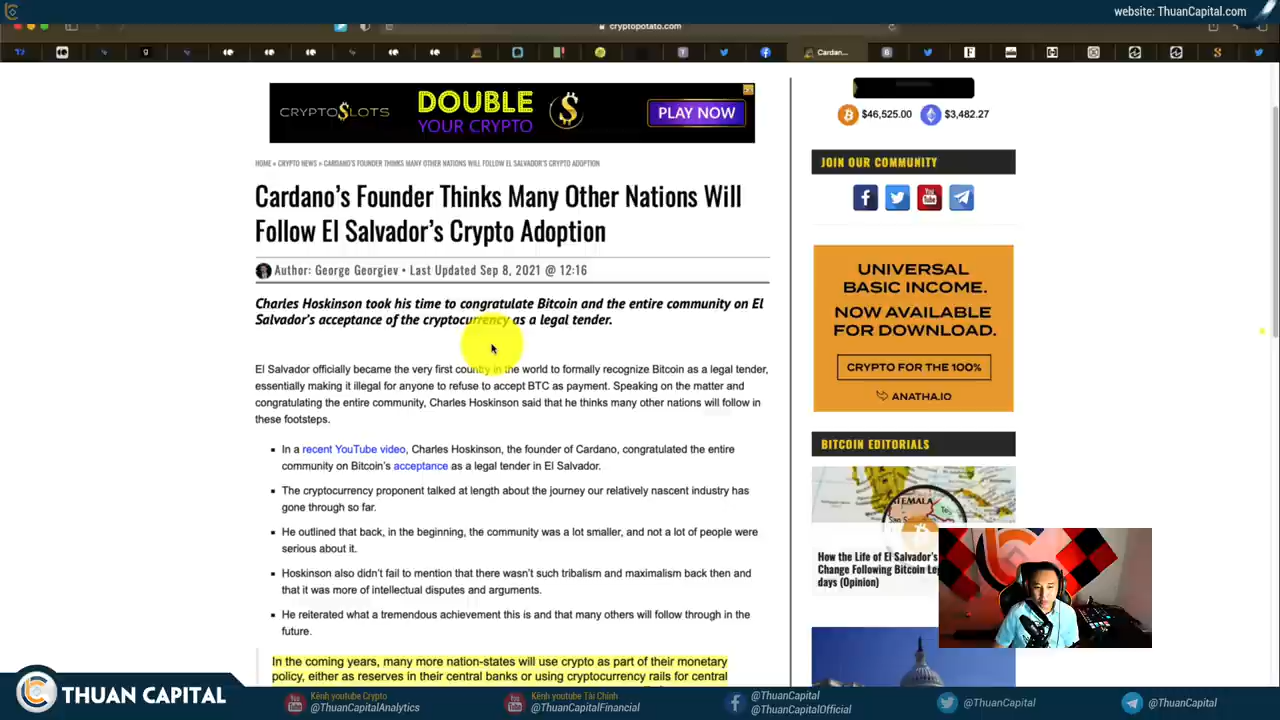 website: ThuanCapital.com
cryptopotato.com
Cardan...
CRYPTO$LOTS
DOUBLE
YOUR CRYPTO
PLAY NOW
$46,525.00
$3,482.27
HOME » CRYPTO NEWS » CARDANO'S FOUNDER THINKS MANY OTHER NATIONS WILL FOLLOW EL SALVADOR'S CRYPTO ADOPTION
JOIN OUR COMMUNITY
Cardano's Founder Thinks Many Other Nations Will
Follow El Salvador's Crypto Adoption
Author: George Georgiev • Last Updated Sep 8, 2021 @ 12:16
Charles Hoskinson took his time to congratulate Bitcoin and the entire community on El
Salvador's acceptance of the cryptocurrency as a legal tender.
UNIVERSAL
BASIC INCOME.
NOW AVAILABLE
FOR DOWNLOAD.
CRYPTO FOR THE 100%
ANATHA.IO
El Salvador officially became the very first country in the world to formally recognize Bitcoin as a legal tender,
essentially making it illegal for anyone to refuse to accept BTC as payment. Speaking on the matter and
congratulating the entire community, Charles Hoskinson said that he thinks many other nations will follow in
these footsteps.
In a recent YouTube video, Charles Hoskinson, the founder of Cardano, congratulated the entire
community on Bitcoin's acceptance as a legal tender in El Salvador.
The cryptocurrency proponent talked at length about the journey our relatively nascent industry has
gone through so far.
He outlined that back, in the beginning, the community was a lot smaller, and not a lot of people were
serious about it.
Hoskinson also didn't fail to mention that there wasn't such tribalism and maximalism back then and
that it was more of intellectual disputes and arguments.
He reiterated what a tremendous achievement this is and that many others will follow through in the
future.
In the coming years, many more nation-states will use crypto as part of their monetary
policy, either as reserves in their central banks or using cryptocurrency rails for central
BITCOIN EDITORIALS
How the Life of El Salvador's
Change Following Bitcoin Le
days (Opinion)
THUAN CAPITAL
Kênh youtube Crypto
@ThuanCapitalAnalytics
Kênh youtube Tài Chính
@ThuanCapitalFinancial
@ThuanCapital
@ThuanCapitalOfficial
@ThuanCapital
@ThuanCapital